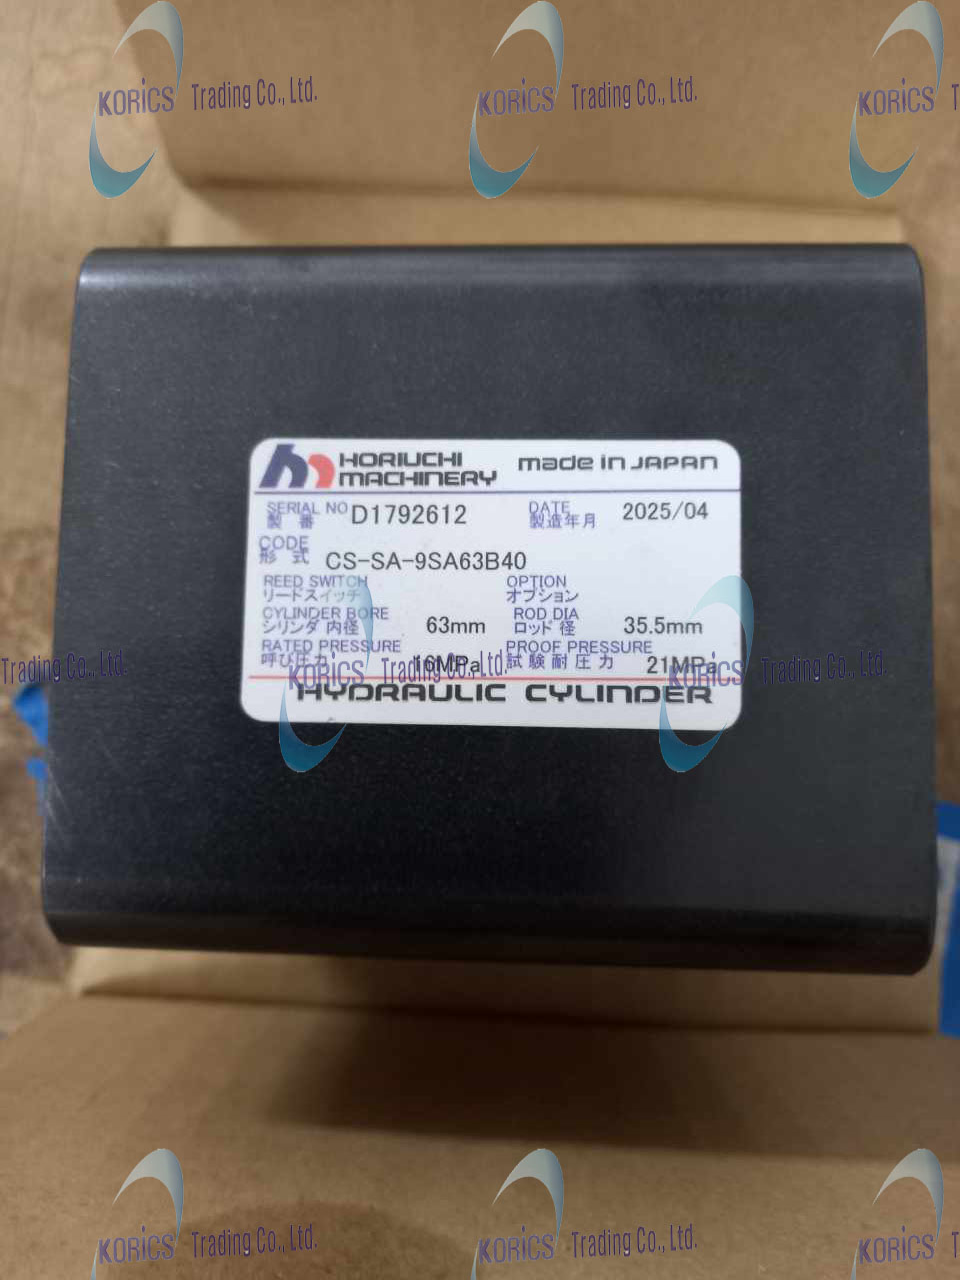 KORICS Trading Co., Ltd. KORICS Trading Co., Ltd. KORICS T
HORIUCHI MACHINERY made in JAPAN
SERIAL NO 製番 D1792612 DATE 製造年月 2025/04
CODE 形式 CS-SA-9SA63B40
REED SWITCH OPTION
リードスイッチ オプション
CYLINDER BORE ROD DIA
シリンダ内径 63mm ロッド径 35.5mm
RATED PRESSURE PROOF PRESSURE
呼び圧力 16MPa 試験耐圧力 21MPa
Trading Co., Ltd. KORICS Trading Co., Ltd. KORICS Trading Co., Ltd.
HYDRAULIC CYLINDER
KORICS Trading Co., Ltd. KORICS Trading Co., Ltd. KORICS T